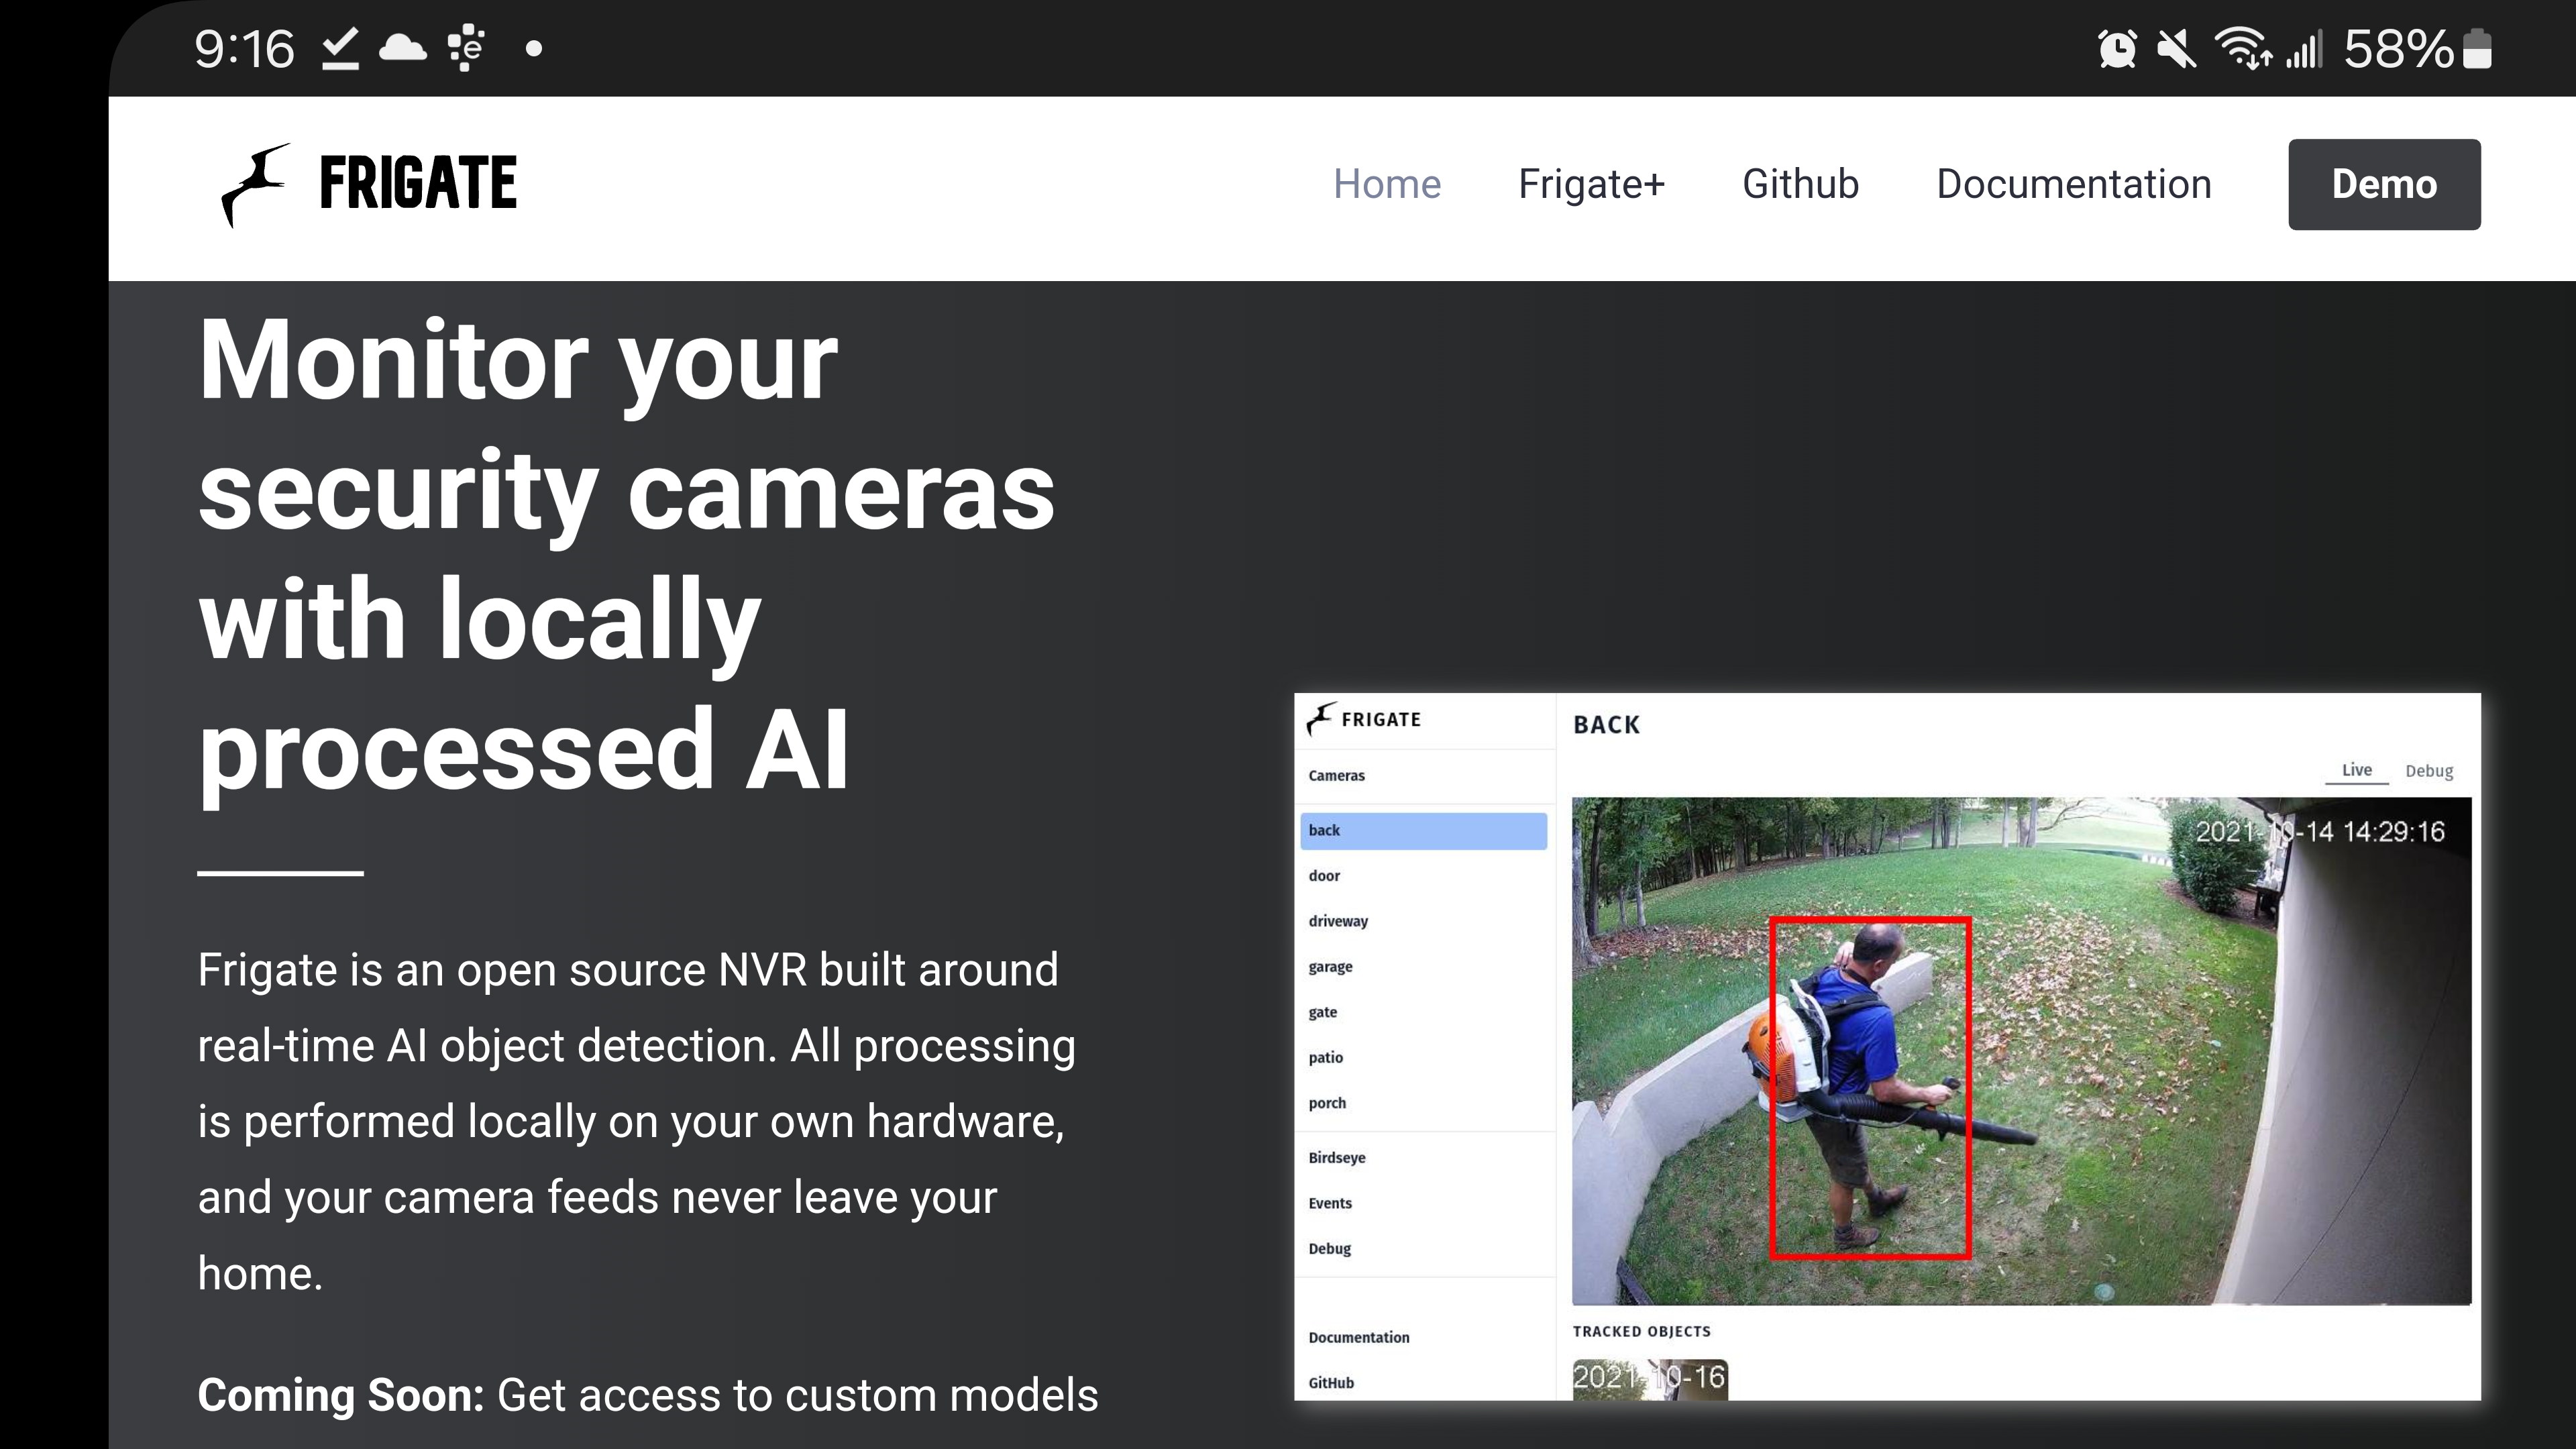 9:16
58%
FRIGATE
Home
Frigate+
Github
Documentation
Demo
Monitor your
security cameras
with locally
processed AI
Frigate is an open source NVR built around
real-time AI object detection. All processing
is performed locally on your own hardware,
and your camera feeds never leave your
home.
Coming Soon: Get access to custom models
FRIGATE
Cameras
back
door
driveway
garage
gate
patio
porch
Birdseye
Events
Debug
Documentation
GitHub
BACK
Live
Debug
2021-10-14 14:29:16
TRACKED OBJECTS
2021-10-16